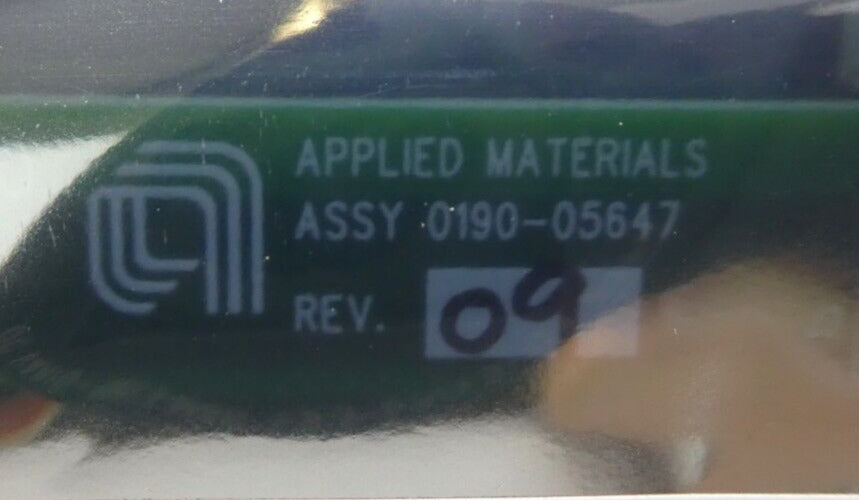 APPLIED MATERIALS
ASSY 0190-05647
REV. 09